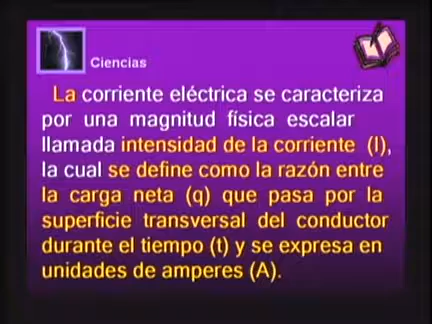 Ciencias
La corriente eléctrica se caracteriza
por una magnitud física escalar
llamada intensidad de la corriente (I),
la cual se define como la razón entre
la carga neta (q) que pasa por la
superficie transversal del conductor
durante el tiempo (t) y se expresa en
unidades de amperes (A).